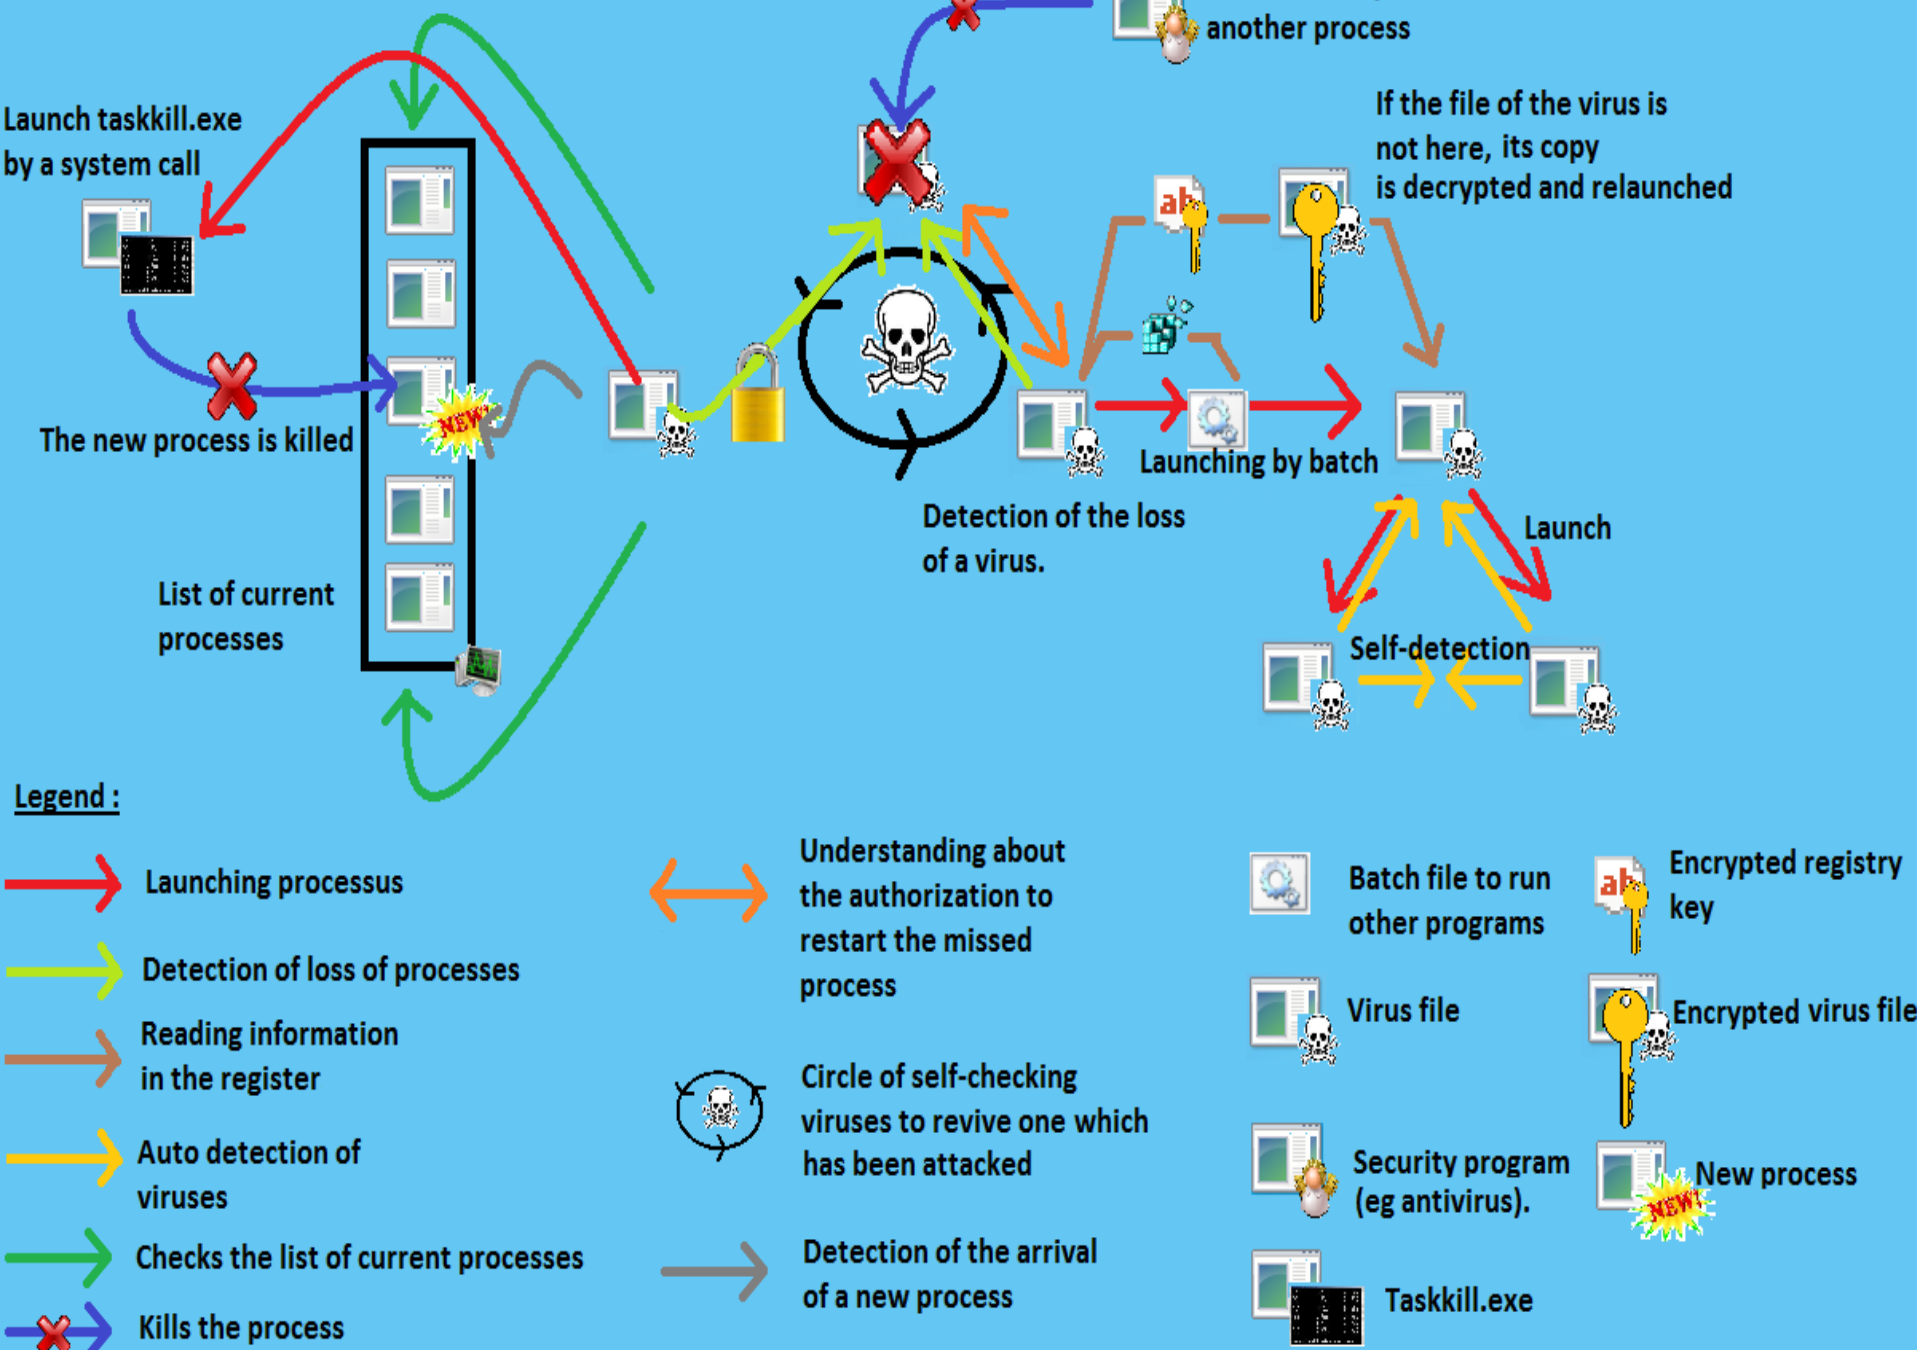 another process
If the file of the virus is
not here, its copy
is decrypted and relaunched
Launch taskkill.exe
by a system call
NEW!
The new process is killed
Launching by batch
Detection of the loss
of a virus.
Launch
List of current
processes
Self-detection
Legend :
Launching processus
Detection of loss of processes
Reading information
in the register
Auto detection of
viruses
Checks the list of current processes
Kills the process
Understanding about
the authorization to
restart the missed
process
Circle of self-checking
viruses to revive one which
has been attacked
Detection of the arrival
of a new process
Batch file to run
other programs
Virus file
Security program
(eg antivirus).
Taskkill.exe
ab
Encrypted registry
key
Encrypted virus file
New process
NEW!
ab